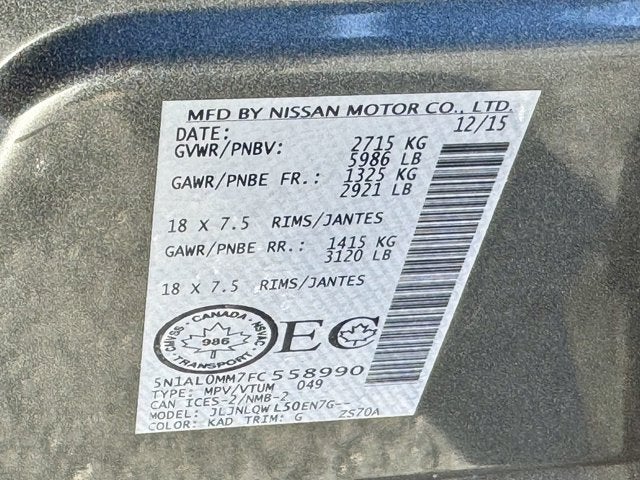 MFD BY NISSAN MOTOR CO., LTD.
DATE: 12/15
GVWR/PNBV: 2715 KG
5986 LB
GAWR/PNBE FR.: 1325 KG
2921 LB
18 X 7.5 RIMS/JANTES
GAWR/PNBE RR.: 1415 KG
3120 LB
18 X 7.5 RIMS/JANTES
CANADA
CMVSS NSVAC
986
TRANSPORT
EC
5N1AL0MM7FC558990
TYPE: MPV/VTUM 049
CAN ICES-2/NMB-2
MODEL: JLJNLQWL50EN7G--
COLOR: KAD TRIM: G ZS70A